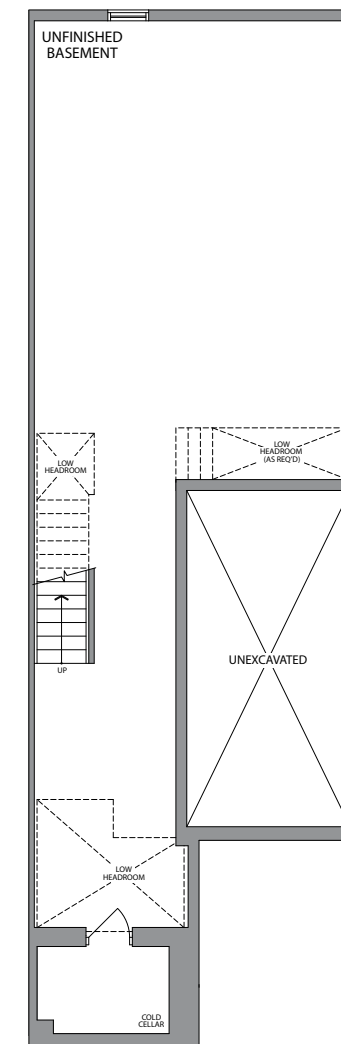 UNFINISHED
BASEMENT
LOW
HEADROOM
(AS REQ'D)
LOW
HEADROOM
UNEXCAVATED
UP
LOW
HEADROOM
COLD
CELLAR